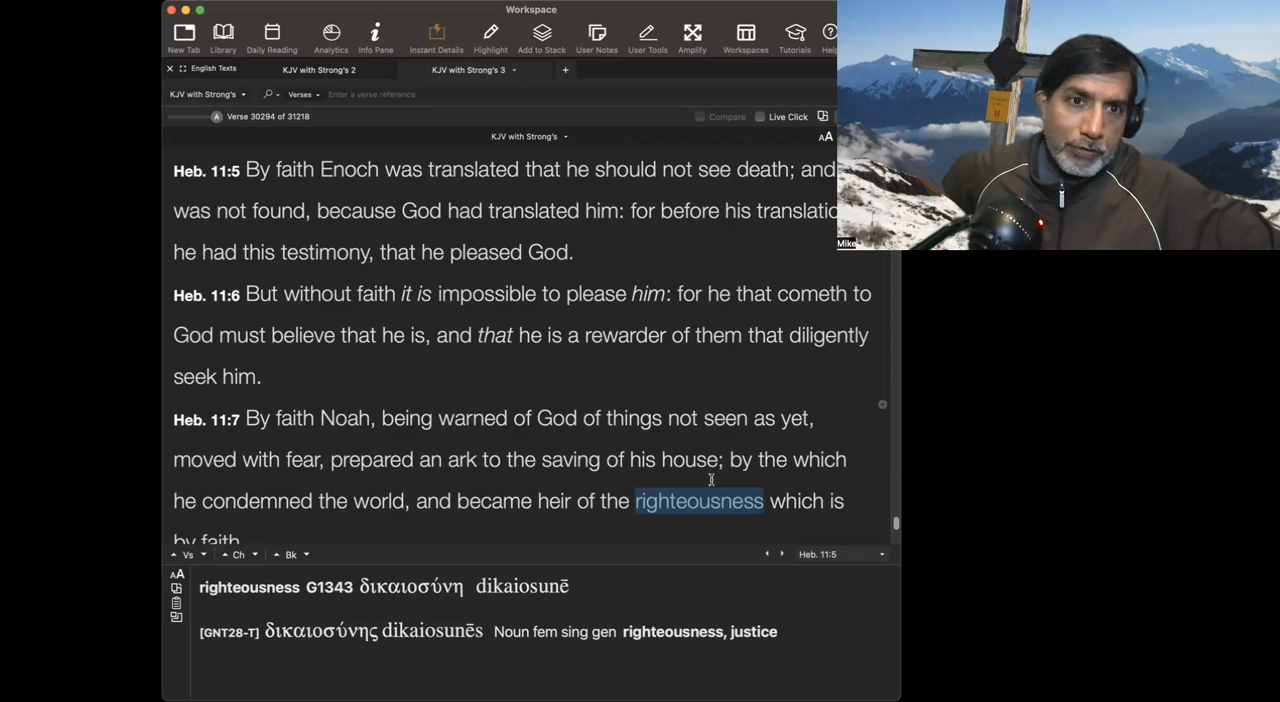 Workspace
New Tab Library Daily Reading Analytics Info Pane Instant Details Highlight Add to Stack User Notes User Tools Amplify Workspaces Tutorials
English Texts KJV with Strong's 2 KJV with Strong's 3
KJV with Strong's Verses Enter a verse reference
A Verse 30294 of 31218 Compare Live Click
KJV with Strong's AA
Heb. 11:5 By faith Enoch was translated that he should not see death; and
was not found, because God had translated him: for before his
he had this testimony, that he pleased God.
Heb. 11:6 But without faith it is impossible to please him: for he that cometh to
God must believe that he is, and that he is a rewarder of them that diligently
seek him.
Heb. 11:7 By faith Noah, being warned of God of things not seen as yet,
moved with fear, prepared an ark to the saving of his house; by the which
he condemned the world, and became heir of the righteousness which is
by faith
Vs Ch Bk Heb. 11:5
AA
righteousness G1343 δικαιοσύνη dikaiosunē
[GNT28-T] δικαιοσύνης dikaiosunēs Noun fem sing gen righteousness, justice
Mike